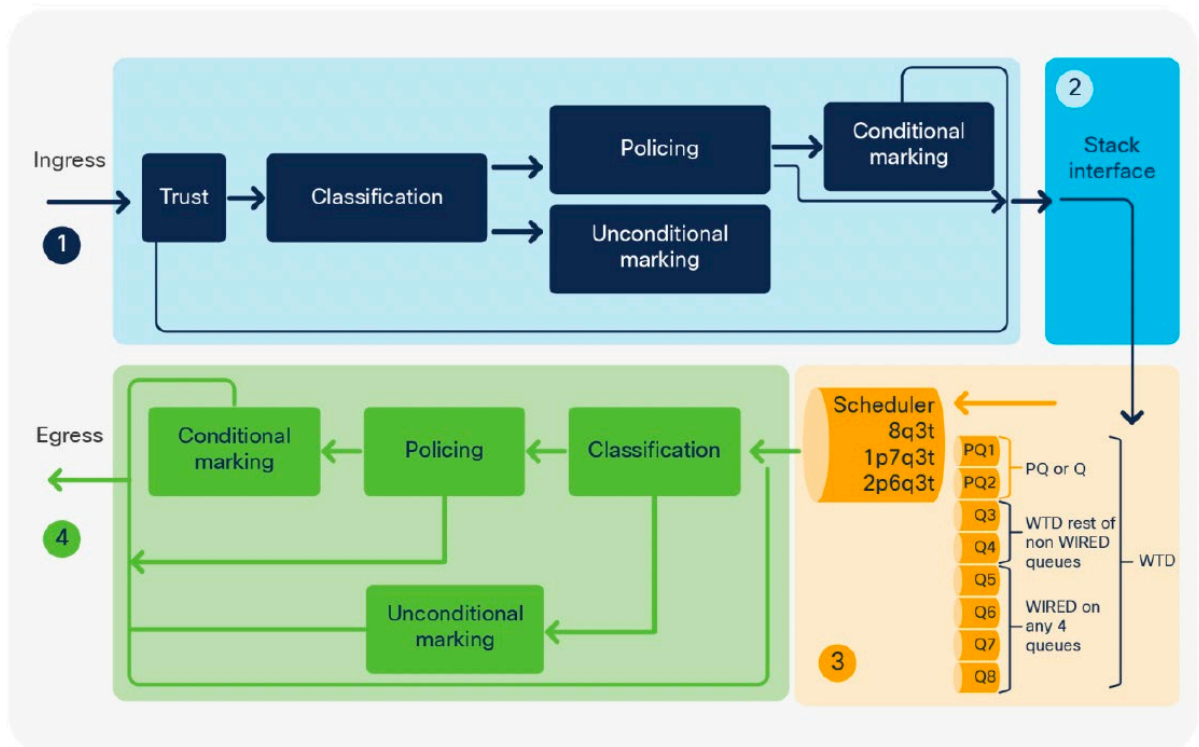 Ingress
1
Trust
Classification
Policing
Unconditional
marking
Conditional
marking
2
Stack
interface
Egress
4
Conditional
marking
Policing
Classification
Unconditional
marking
Scheduler
8q3t
1p7q3t
2p6q3t
PQ1
PQ2
Q3
Q4
Q5
Q6
Q7
Q8
PQ or Q
WTD rest of
non WIRED
queues
WIRED on
any 4
queues
WTD
3